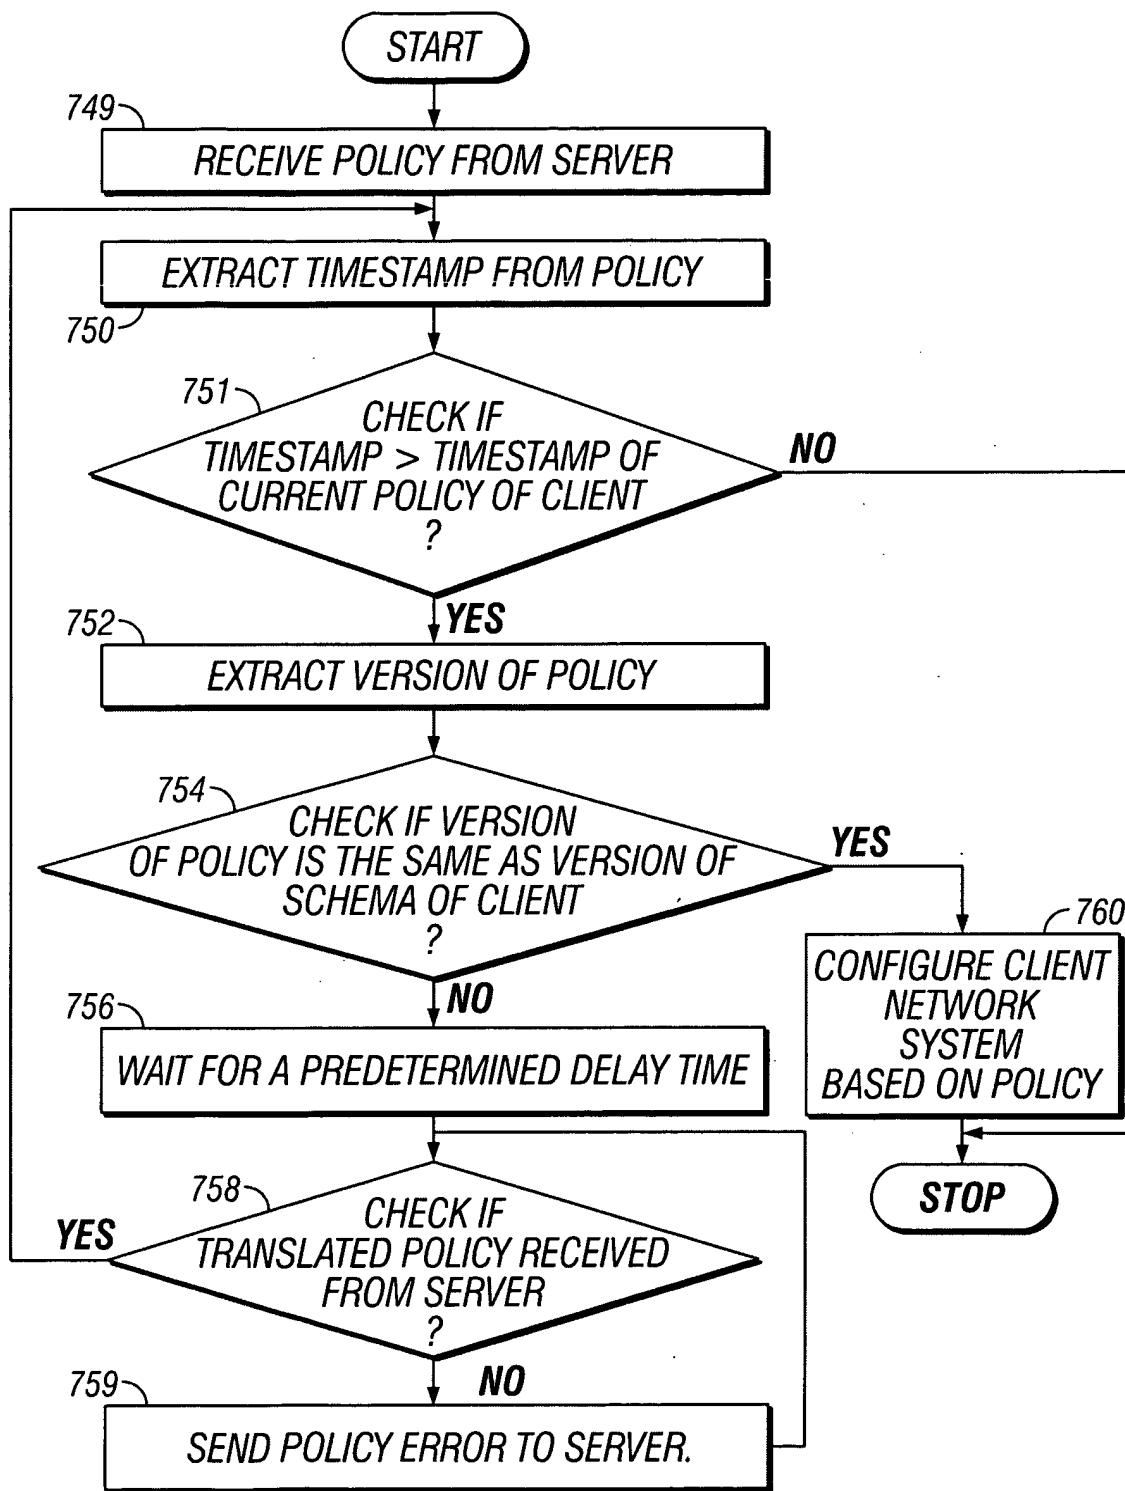 START
749
RECEIVE POLICY FROM SERVER
EXTRACT TIMESTAMP FROM POLICY
750
751
CHECK IF
TIMESTAMP > TIMESTAMP OF
CURRENT POLICY OF CLIENT
?
NO
YES
752
EXTRACT VERSION OF POLICY
754
CHECK IF VERSION
OF POLICY IS THE SAME AS VERSION OF
SCHEMA OF CLIENT
?
YES
760
CONFIGURE CLIENT
NETWORK
SYSTEM
BASED ON POLICY
NO
756
WAIT FOR A PREDETERMINED DELAY TIME
STOP
758
CHECK IF
TRANSLATED POLICY RECEIVED
FROM SERVER
?
YES
NO
759
SEND POLICY ERROR TO SERVER.